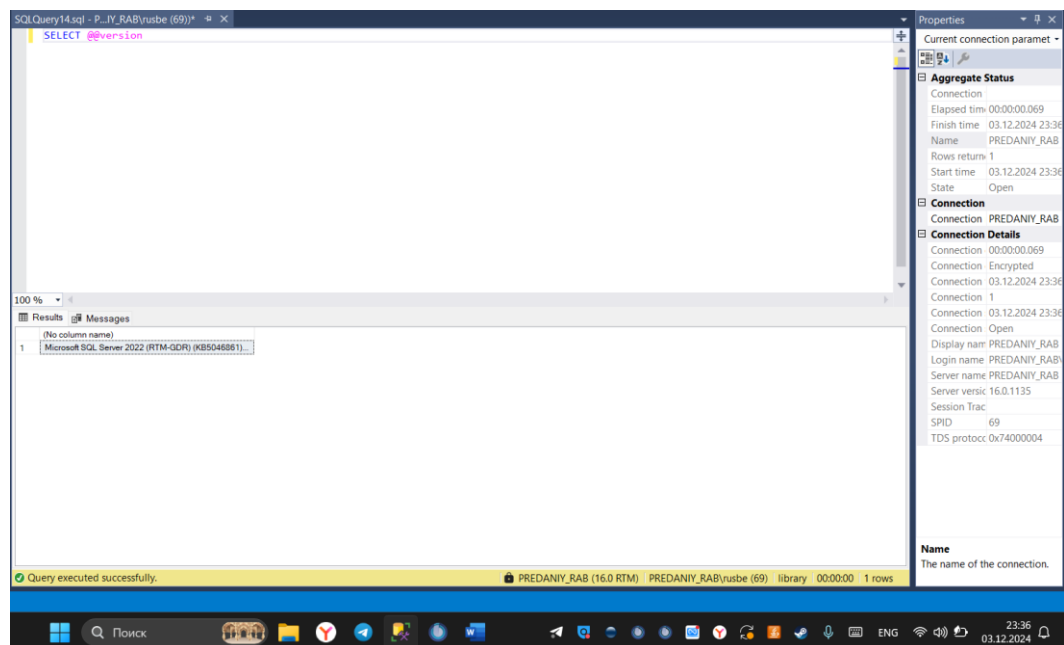 SQLQuery14.sql - P...IY_RAB\rusbe (69))*
SELECT @@version
100 %
Results Messages
(No column name)
1 Microsoft SQL Server 2022 (RTM-GDR) (KB5046861)...
Query executed successfully. PREDANIY_RAB (16.0 RTM) PREDANIY_RAB\rusbe (69) library 00:00:00 1 rows
Properties
Current connection paramet
Aggregate Status
Connection
Elapsed tim 00:00:00.069
Finish time 03.12.2024 23:36
Name PREDANIY_RAB
Rows return 1
Start time 03.12.2024 23:36
State Open
Connection
Connection PREDANIY_RAB
Connection Details
Connection 00:00:00.069
Connection Encrypted
Connection 03.12.2024 23:36
Connection 1
Connection 03.12.2024 23:36
Connection Open
Display nam PREDANIY_RAB
Login name PREDANIY_RAB\
Server name PREDANIY_RAB
Server versic 16.0.1135
Session Trac
SPID 69
TDS protocc 0x74000004
Name
The name of the connection.
Поиск
ENG
23:36
03.12.2024